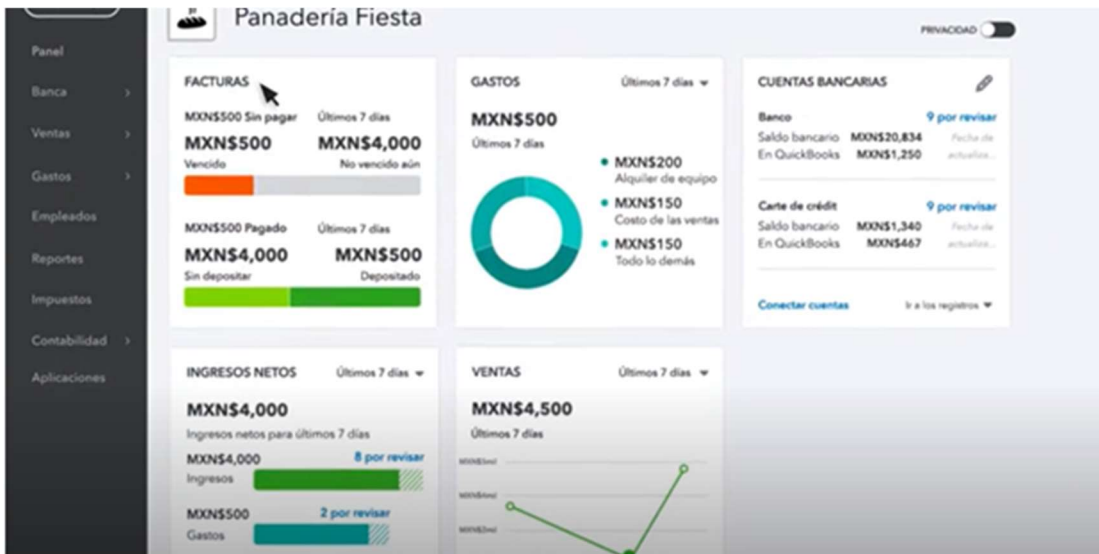 Panadería Fiesta
PRIVACIDAD
Panel
Banca
Ventas
Gastos
Empleados
Reportes
Impuestos
Contabilidad
Aplicaciones
FACTURAS
MXN$500 Sin pagar Últimos 7 días
MXN$500 MXN$4,000
Vencido No vencido aún
MXN$500 Pagado Últimos 7 días
MXN$4,000 MXN$500
Sin depositar Depositado
GASTOS Últimos 7 días
MXN$500
Últimos 7 días
MXN$200
Alquiler de equipo
MXN$150
Costo de las ventas
MXN$150
Todo lo demás
CUENTAS BANCARIAS
Banco 9 por revisar
Saldo bancario MXN$20,834 Fecha de
En QuickBooks MXN$1,250 actualiza...
Carte de crédit 9 por revisar
Saldo bancario MXN$1,340 Fecha de
En QuickBooks MXN$467 actualiza...
Conectar cuentas Ir a los registros
INGRESOS NETOS Últimos 7 días
MXN$4,000
Ingresos netos para últimos 7 días
MXN$4,000 8 por revisar
Ingresos
MXN$500 2 por revisar
Gastos
VENTAS Últimos 7 días
MXN$4,500
Últimos 7 días